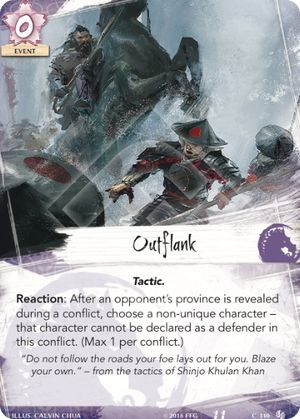 0
EVENT
Outflank
Tactic.
Reaction: After an opponent's province is revealed
during a conflict, choose a non-unique character –
that character cannot be declared as a defender in
this conflict. (Max 1 per conflict.)
"Do not follow the roads your foe lays out for you. Blaze
your own." – from the tactics of Shinjo Khulan Khan
ILLUS. CALVIN CHUA
© 2018 FFG
C 110